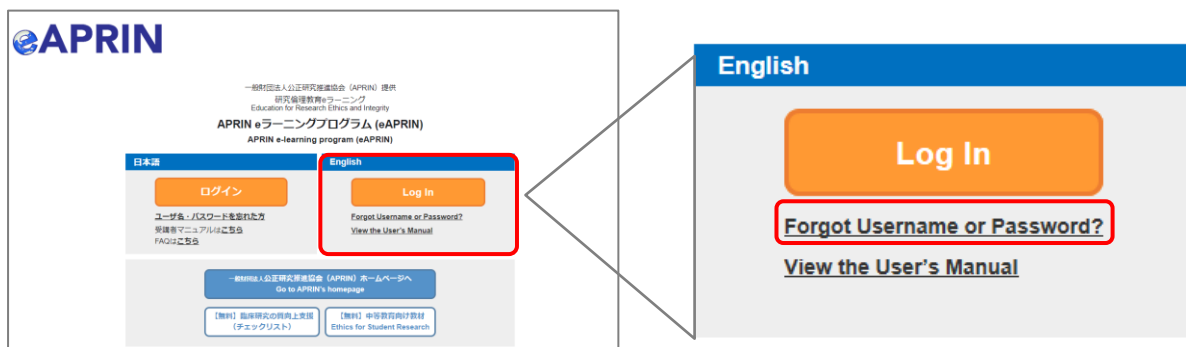 eAPRIN
一般財団法人公正研究推進協会（APRIN）提供
研究倫理教育eラーニング
Education for Research Ethics and Integrity
APRIN eラーニングプログラム (eAPRIN)
APRIN e-learning program (eAPRIN)
日本語
ログイン
ユーザ名・パスワードを忘れた方
受講者マニュアルはこちら
FAQはこちら
English
Log In
Forgot Username or Password?
View the User's Manual
一般財団法人公正研究推進協会（APRIN）ホームページへ
Go to APRIN's homepage
【無料】臨床研究の質向上支援
（チェックリスト）
【無料】中等教育向け教材
Ethics for Student Research
English
Log In
Forgot Username or Password?
View the User's Manual